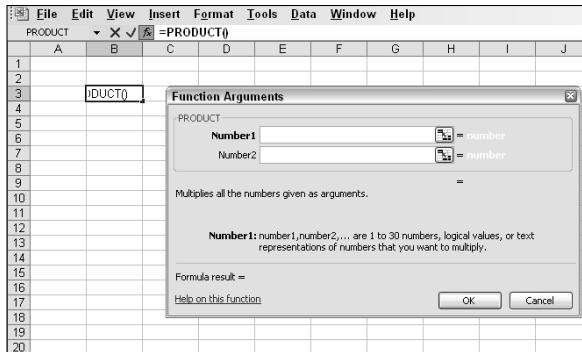 File Edit View Insert Format Tools Data Window Help
PRODUCT fx =PRODUCT()
A B C D E F G H I J
1
2
3 DUCT()
4
5
6
7
8
9
10
11
12
13
14
15
16
17
18
19
20
Function Arguments
PRODUCT
Number1 = number
Number2 = number
=
Multiplies all the numbers given as arguments.
Number1: number1,number2,... are 1 to 30 numbers, logical values, or text
representations of numbers that you want to multiply.
Formula result =
Help on this function OK Cancel